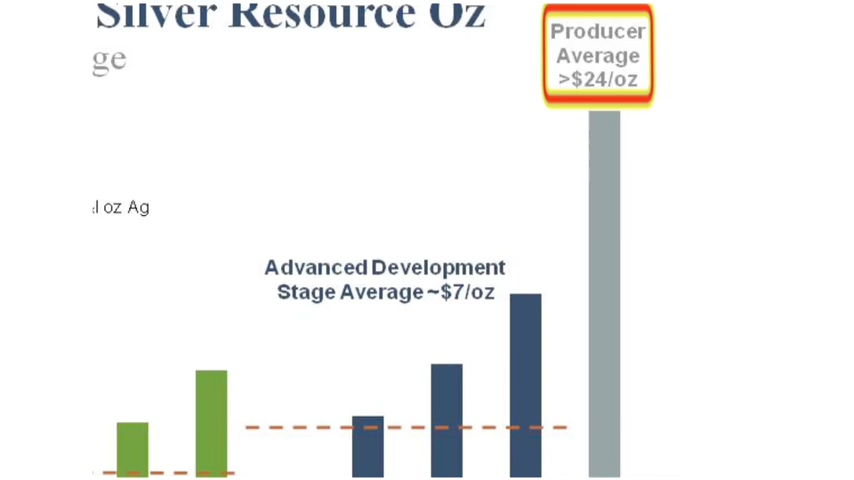 Silver Resource Oz
ge
Producer
Average
>$24/oz
oz Ag
Advanced Development
Stage Average ~$7/oz